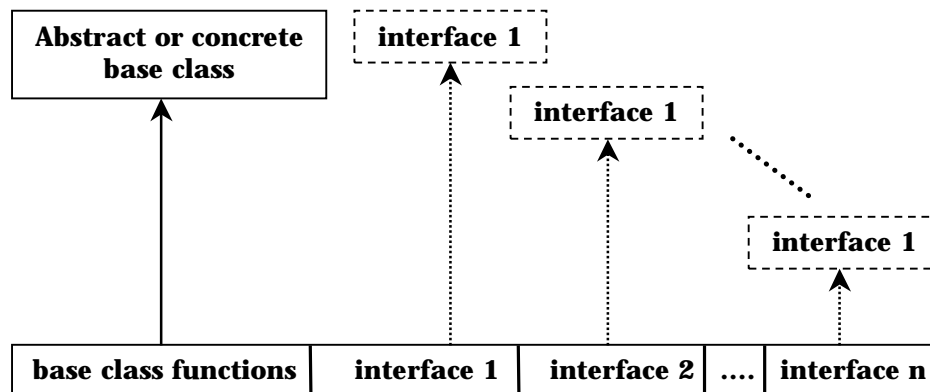 Abstract or concrete
base class
interface 1
interface 1
interface 1
base class functions
interface 1
interface 2
....
interface n